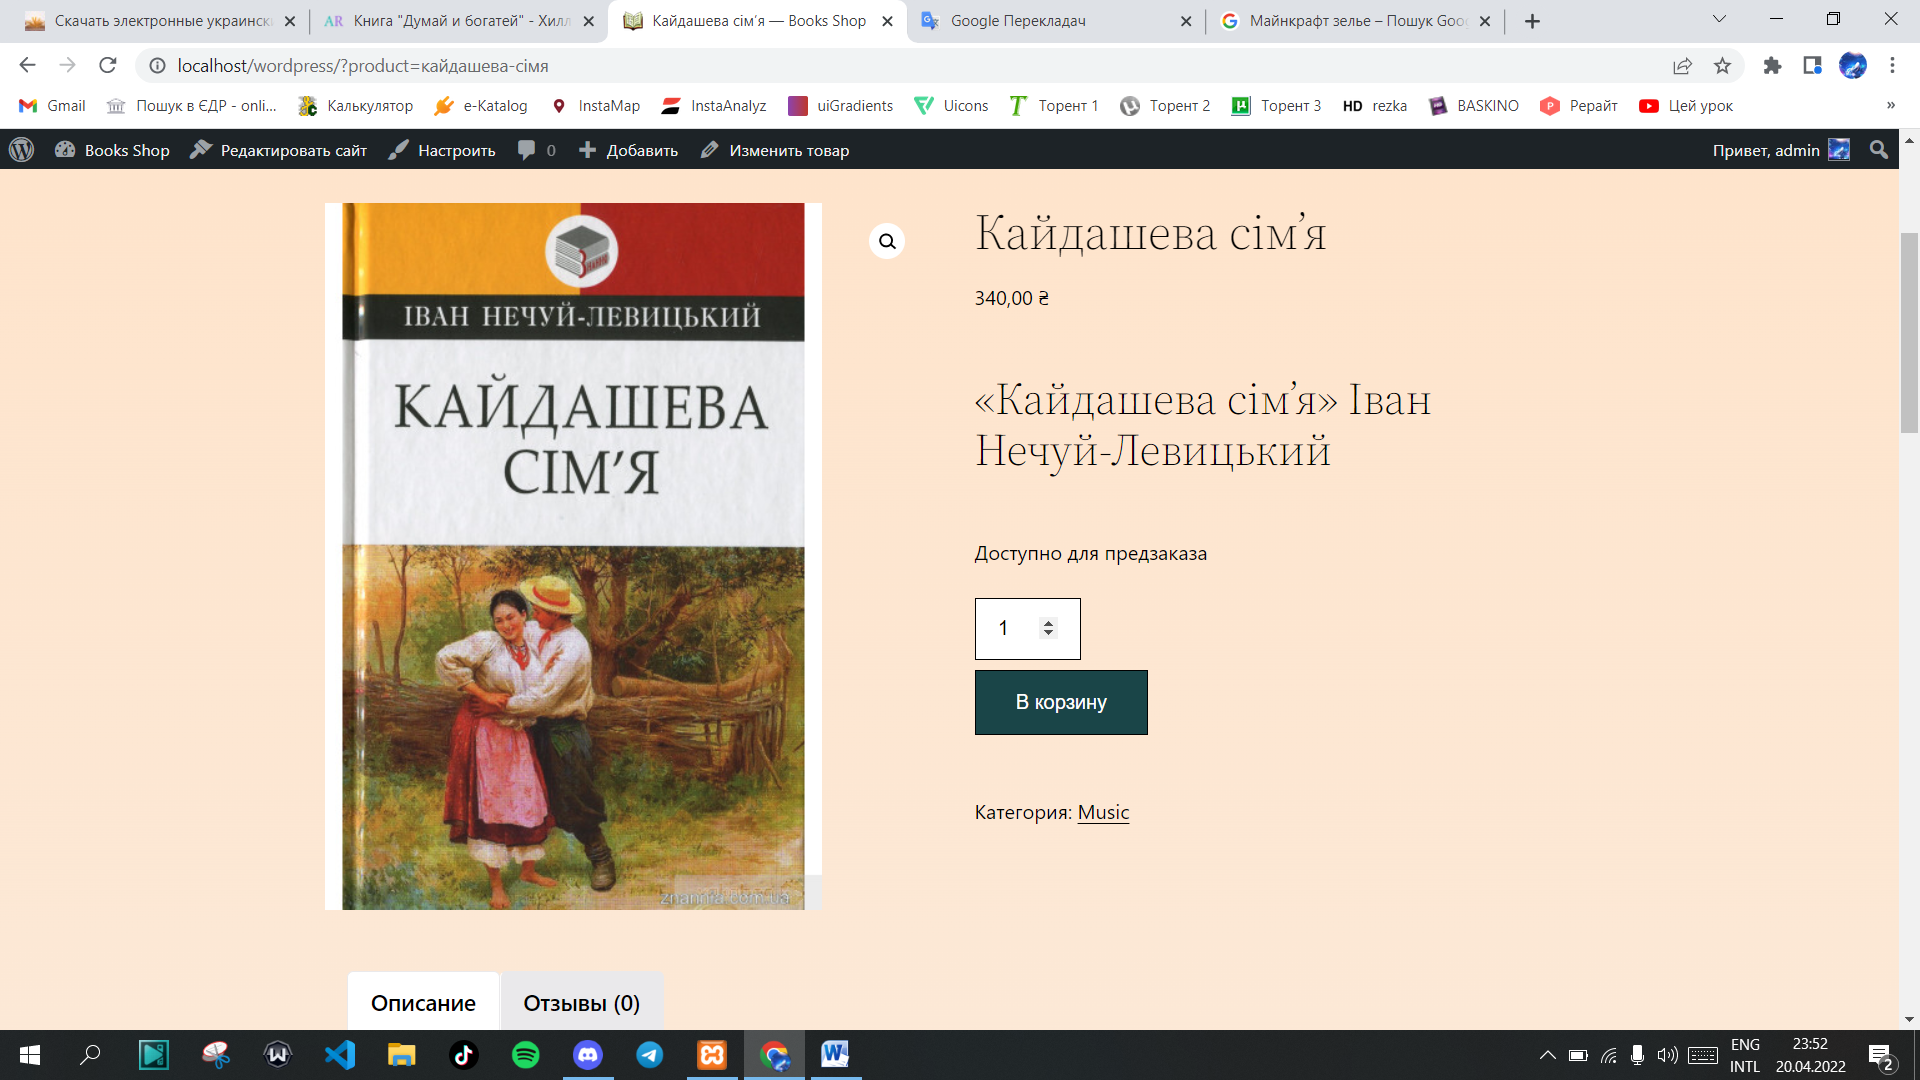 Скачать электронные украинск
Книга "Думай и богатей" - Хилл
Кайдашева сім’я — Books Shop
Google Перекладач
Майнкрафт зелье – Пошук Goo
localhost/wordpress/?product=кайдашева-сімя
Gmail
Пошук в ЄДР - onli...
Калькулятор
e-Katalog
InstaMap
InstaAnalyz
uiGradients
Uicons
Торент 1
Торент 2
Торент 3
HD rezka
BASKINO
Рерайт
Цей урок
»
Books Shop
Редактировать сайт
Настроить
0
Добавить
Изменить товар
Привет, admin
ІВАН НЕЧУЙ-ЛЕВИЦЬКИЙ
КАЙДАШЕВА
СІМ’Я
znannia.com.ua
Кайдашева сім’я
340,00 ₴
«Кайдашева сім’я» Іван
Нечуй-Левицький
Доступно для предзаказа
1
В корзину
Категория: Music
Описание
Отзывы (0)
ENG
INTL
23:52
20.04.2022
2